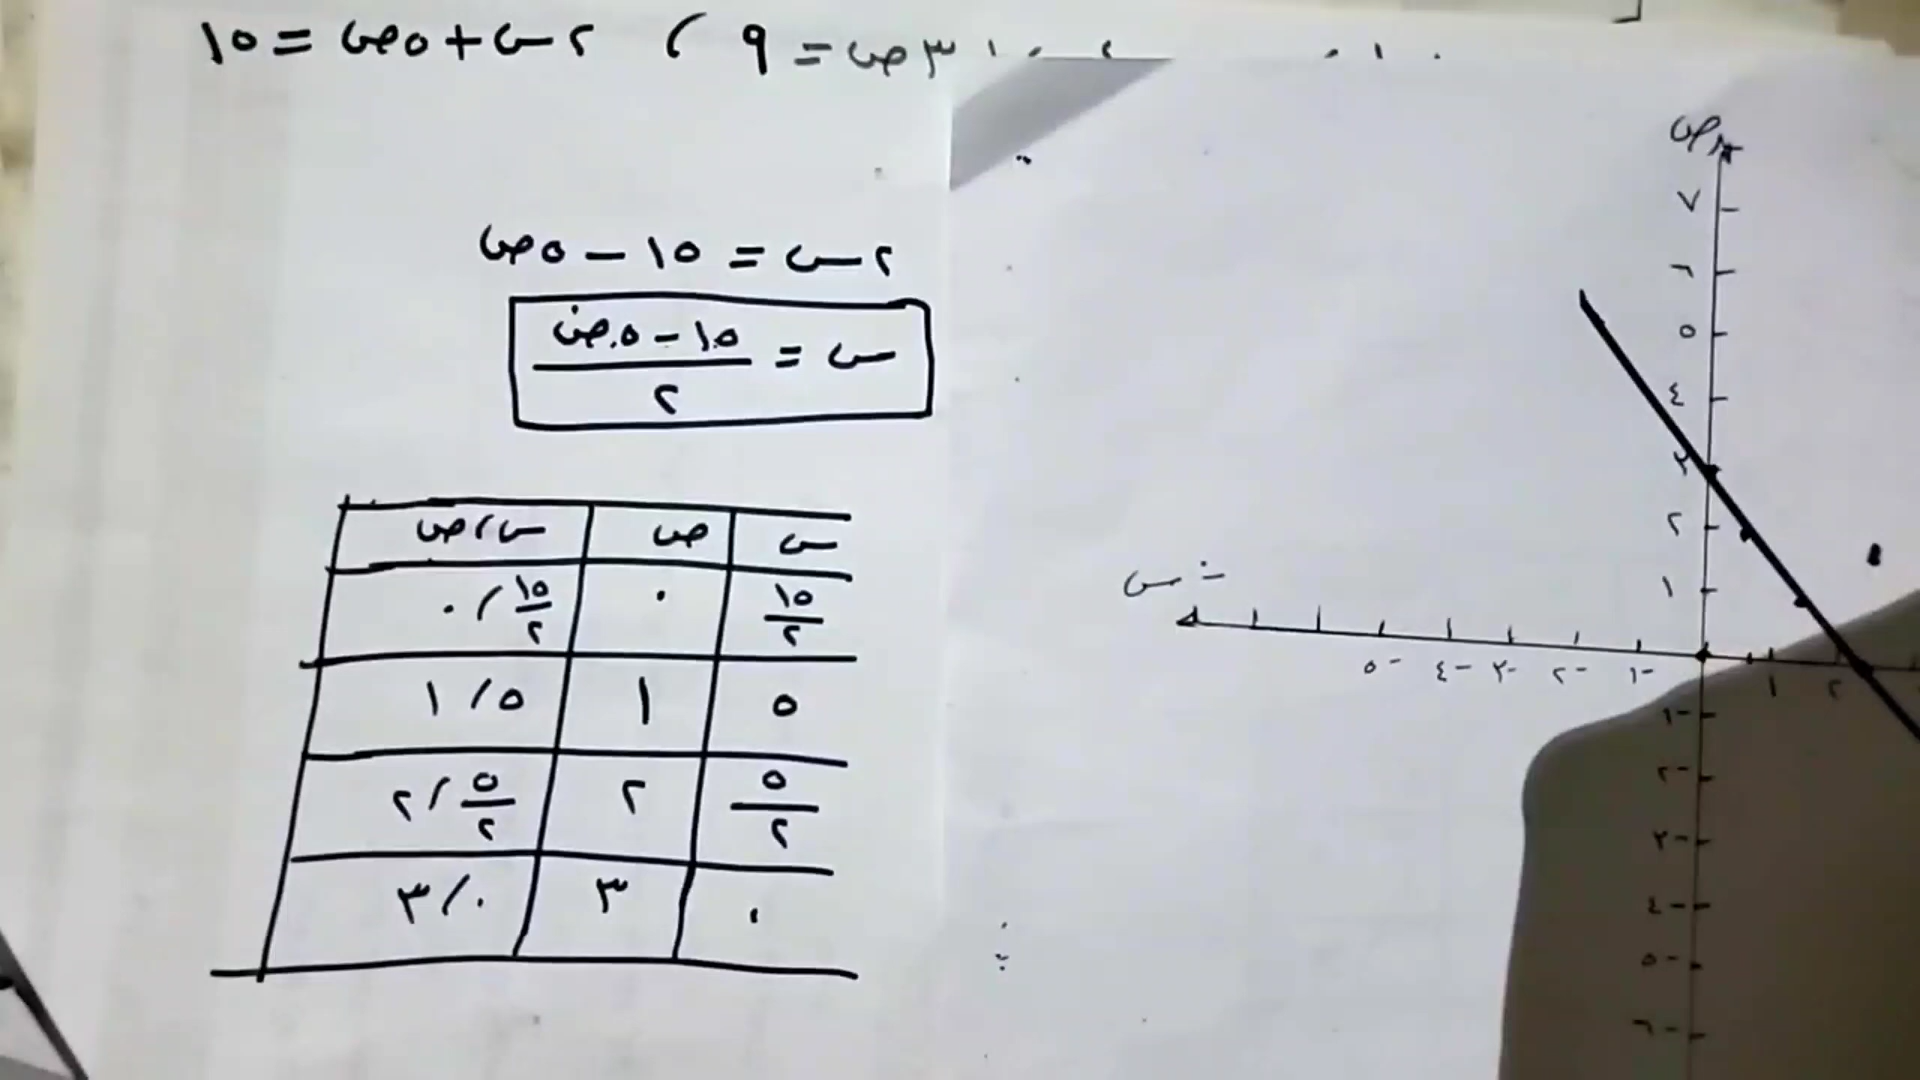 ٣ص = ٩ ، ٢س + ٥ص = ١٥
٢س = ١٥ − ٥ص
س = ١٥ − ٥ص
٢
س ص س،ص
١٥/٢ ٠ ١٥/٢ ، ٠
٥ ١ ٥ ، ١
٥/٢ ٢ ٥/٢ ، ٢
٠ ٣ ٠ ، ٣
ص
٧
٦
٥
٤
٣
٢
١
- س
-٥ -٤ -٣ -٢ -١ ١ ٢
-١
-٢
-٣
-٤
-٥
-٦